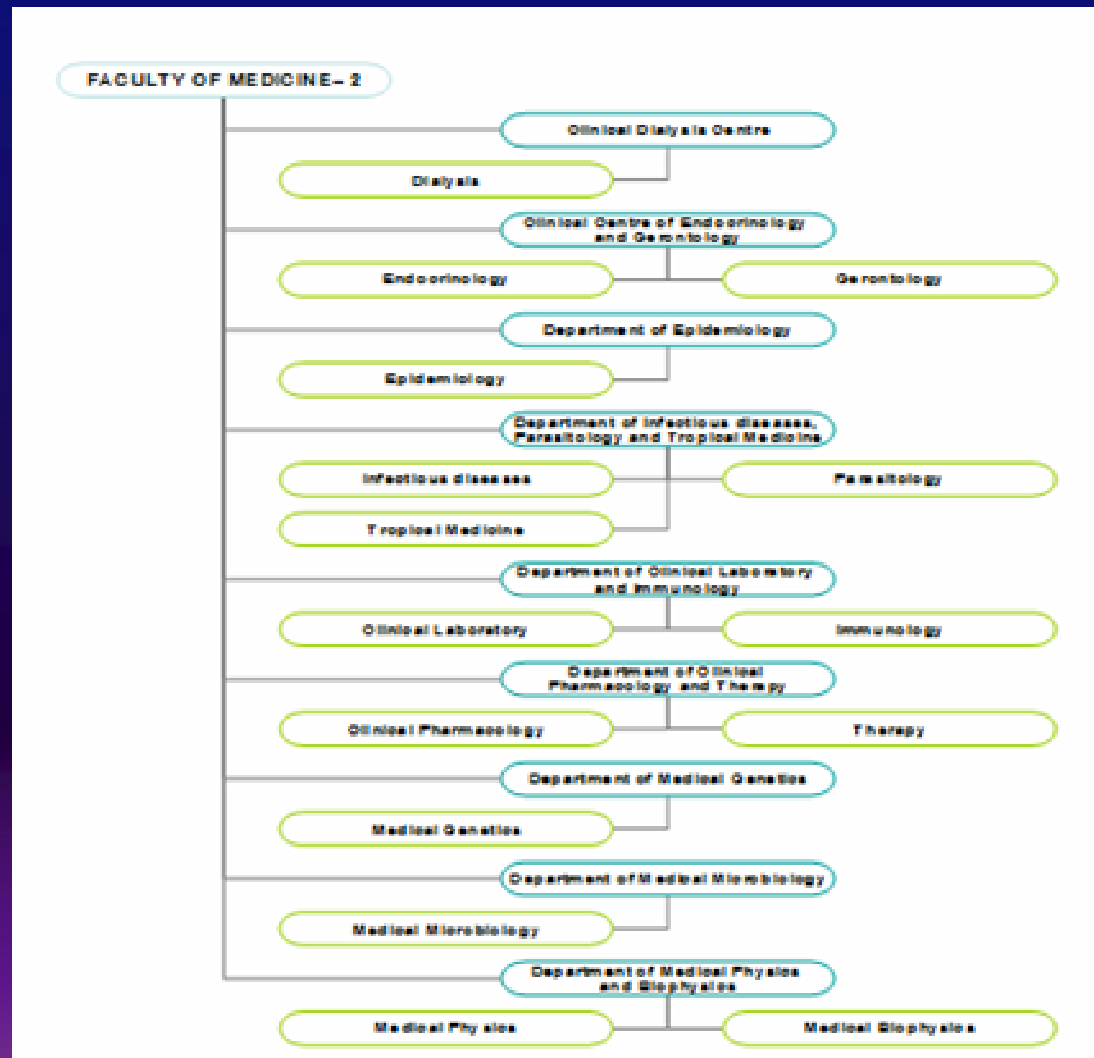 FACULTY OF MEDICINE– 2
Clinical Dialysis Centre
Dialysis
Clinical Centre of Endocrinology
and Gerontology
Endocrinology
Gerontology
Department of Epidemiology
Epidemiology
Department of Infectious diseases,
Parasitology and Tropical Medicine
Infectious diseases
Parasitology
Tropical Medicine
Department of Clinical Laboratory
and Immunology
Clinical Laboratory
Immunology
Department of Clinical
Pharmacology and Therapy
Clinical Pharmacology
Therapy
Department of Medical Genetics
Medical Genetics
Department of Medical Microbiology
Medical Microbiology
Department of Medical Physics
and Biophysics
Medical Physics
Medical Biophysics